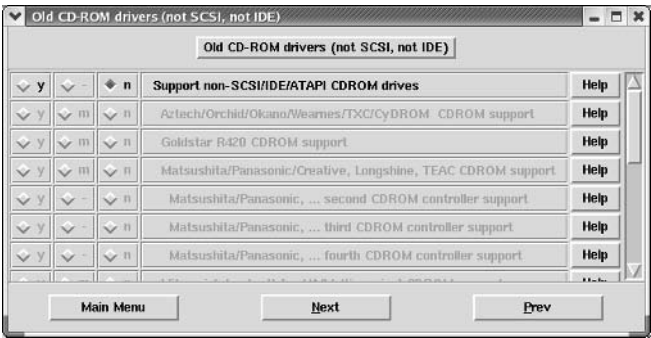 Old CD-ROM drivers (not SCSI, not IDE)
Old CD-ROM drivers (not SCSI, not IDE)
y - n Support non-SCSI/IDE/ATAPI CDROM drives Help
y m n Aztech/Orchid/Okano/Wearnes/TXC/CyDROM CDROM support Help
y m n Goldstar R420 CDROM support Help
y m n Matsushita/Panasonic/Creative, Longshine, TEAC CDROM support Help
y - n Matsushita/Panasonic, ... second CDROM controller support Help
y - n Matsushita/Panasonic, ... third CDROM controller support Help
y - n Matsushita/Panasonic, ... fourth CDROM controller support Help
Main Menu Next Prev